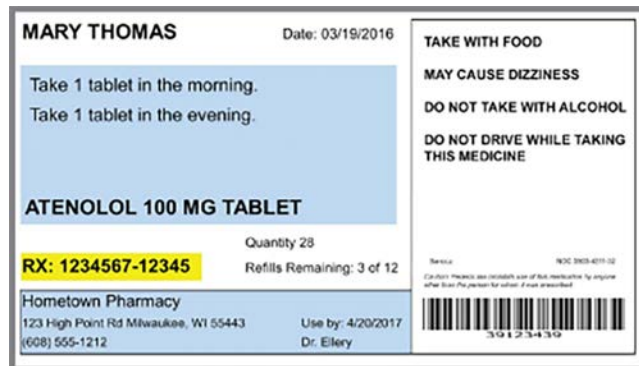 MARY THOMAS
Date: 03/19/2016
Take 1 tablet in the morning.
Take 1 tablet in the evening.
ATENOLOL 100 MG TABLET
Quantity 28
RX: 1234567-12345
Refills Remaining: 3 of 12
Hometown Pharmacy
123 High Point Rd Milwaukee, WI 55443
Use by: 4/20/2017
(608) 555-1212
Dr. Ellery
TAKE WITH FOOD
MAY CAUSE DIZZINESS
DO NOT TAKE WITH ALCOHOL
DO NOT DRIVE WHILE TAKING
THIS MEDICINE
39123439